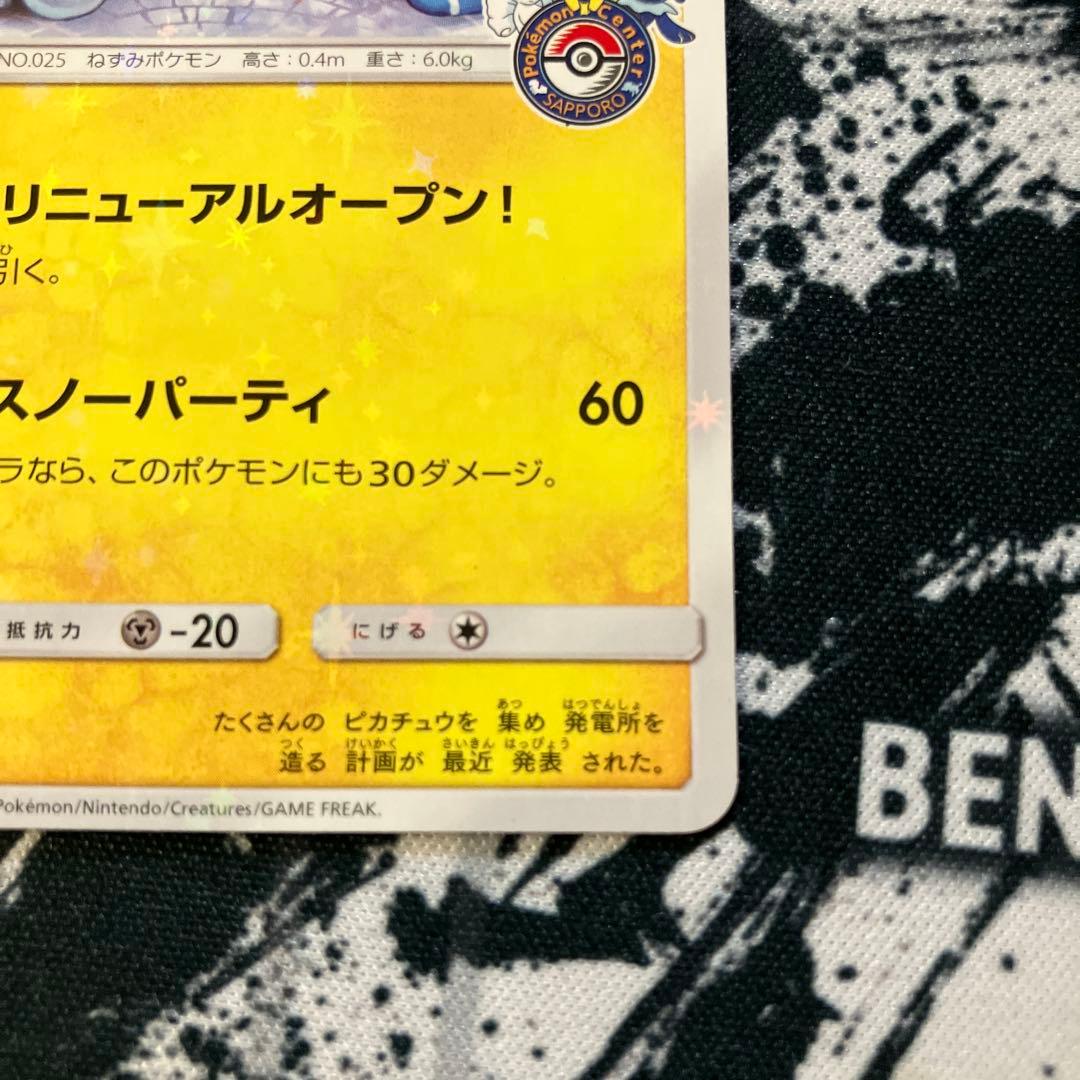 NO.025 ねずみポケモン 高さ:0.4m 重さ:6.0kg
Pokémon Center
SAPPORO
リニューアルオープン!
引く。
スノーパーティ 60
ラなら、このポケモンにも30ダメージ。
抵抗力 -20 にげる
たくさんの ピカチュウを 集め 発電所を
造る 計画が 最近 発表 された。
Pokémon/Nintendo/Creatures/GAME FREAK.
BEN